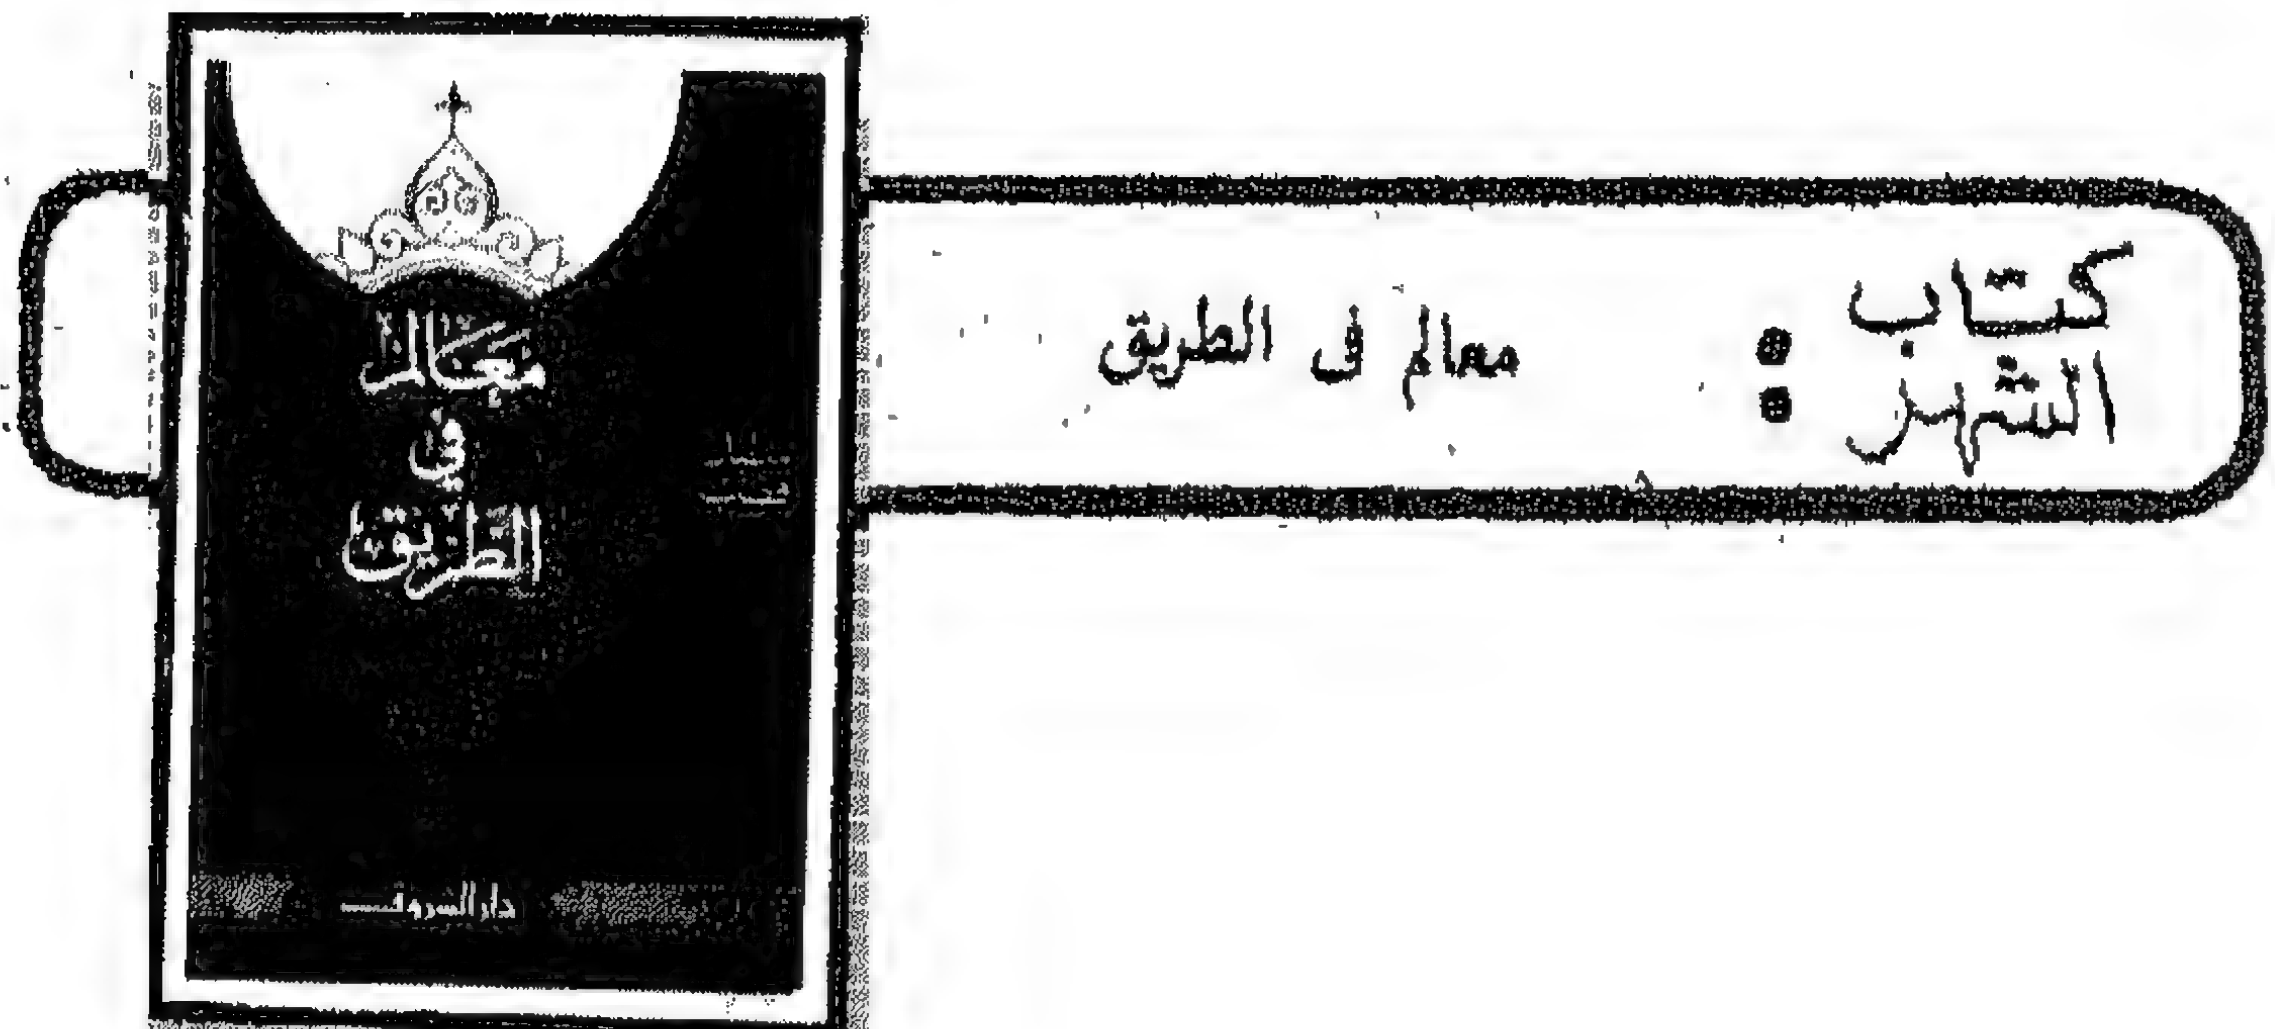 كتاب
الشهر :
معالم فى الطريق
معالم
في
الطريق
دار الشروق